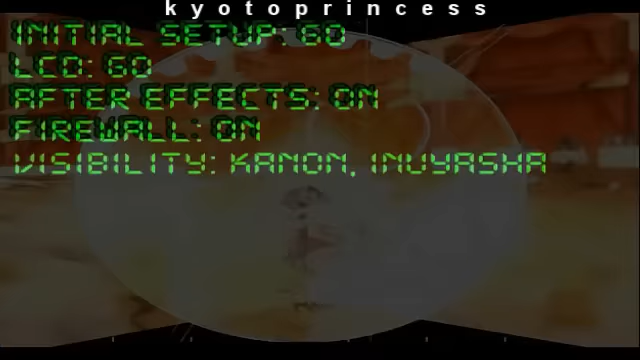 kyotoprincess
INITIAL SETUP: GO
LCD: GO
AFTER EFFECTS: ON
FIREWALL: ON
VISIBILITY: KANON, INUYASHA